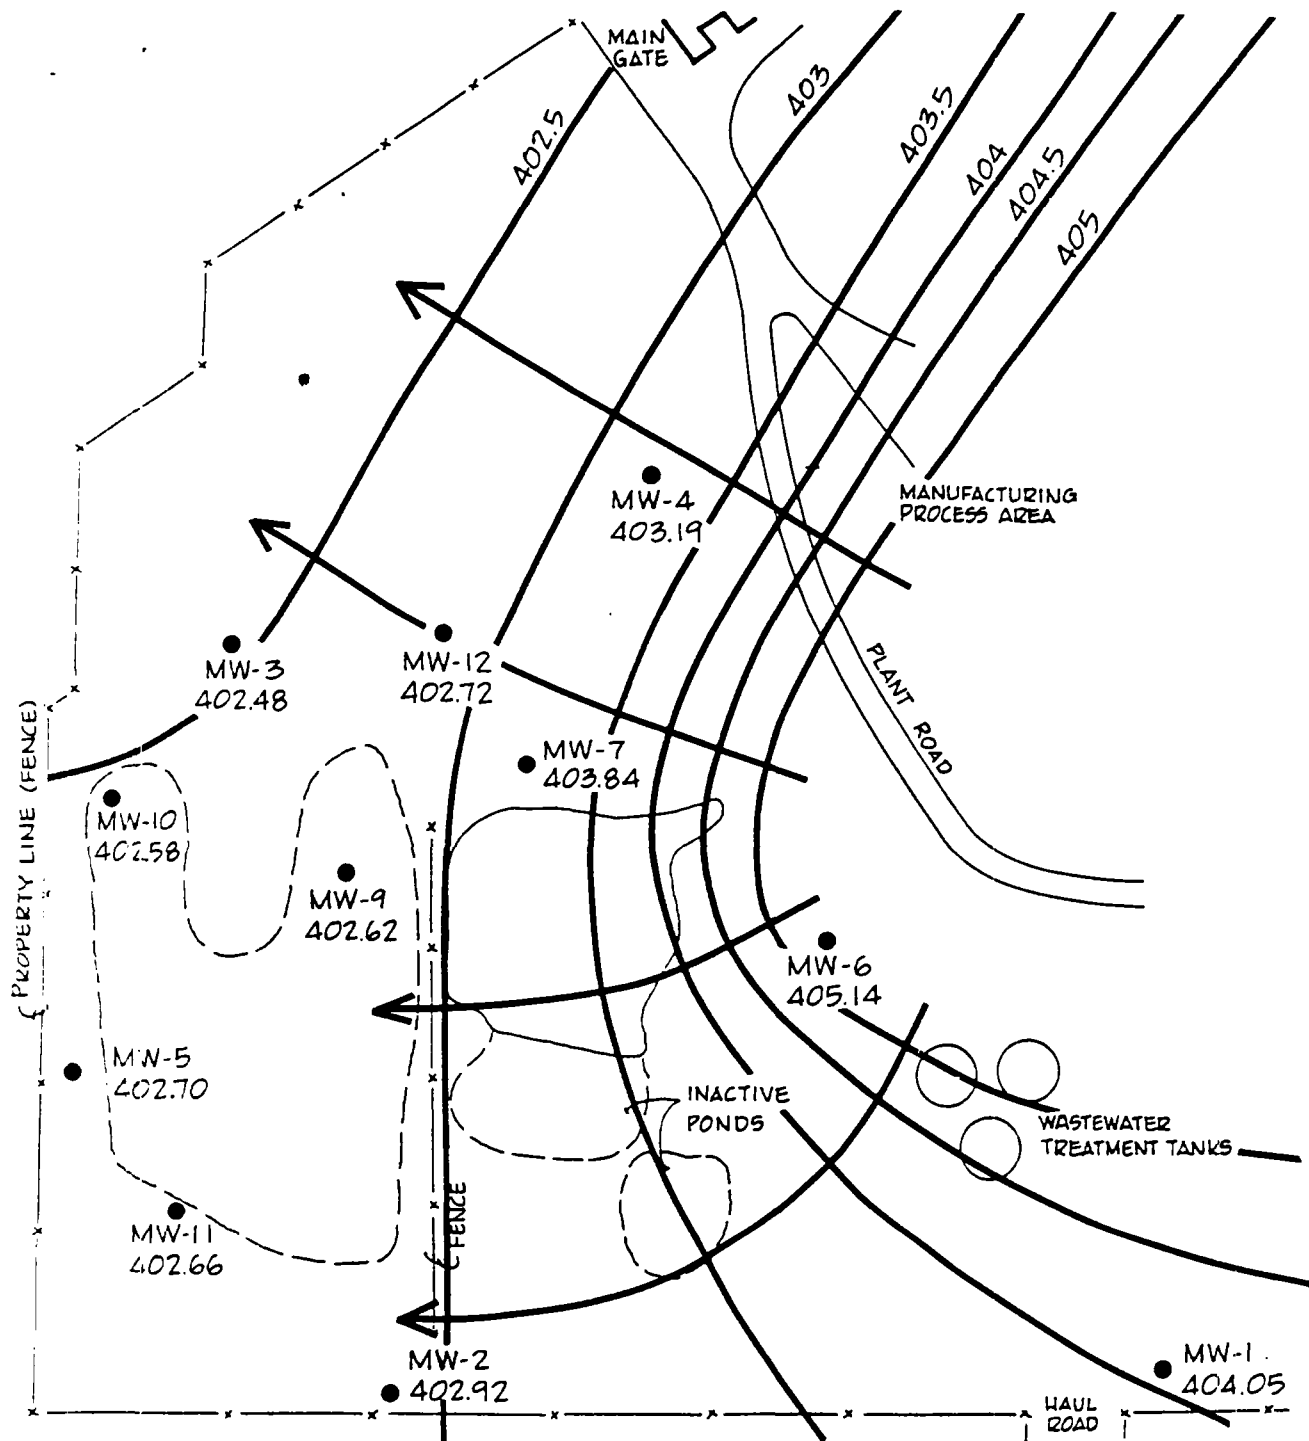 MAIN
GATE
402.5
403
403.5
404
404.5
405
MANUFACTURING
PROCESS AREA
MW-4
403.19
MW-3
402.48
MW-12
402.72
PLANT ROAD
MW-7
403.84
PROPERTY LINE (FENCE)
MW-10
402.58
MW-9
402.62
MW-6
405.14
MW-5
402.70
INACTIVE
PONDS
WASTEWATER
TREATMENT TANKS
MW-11
402.66
FENCE
MW-2
402.92
MW-1
404.05
HAUL
ROAD